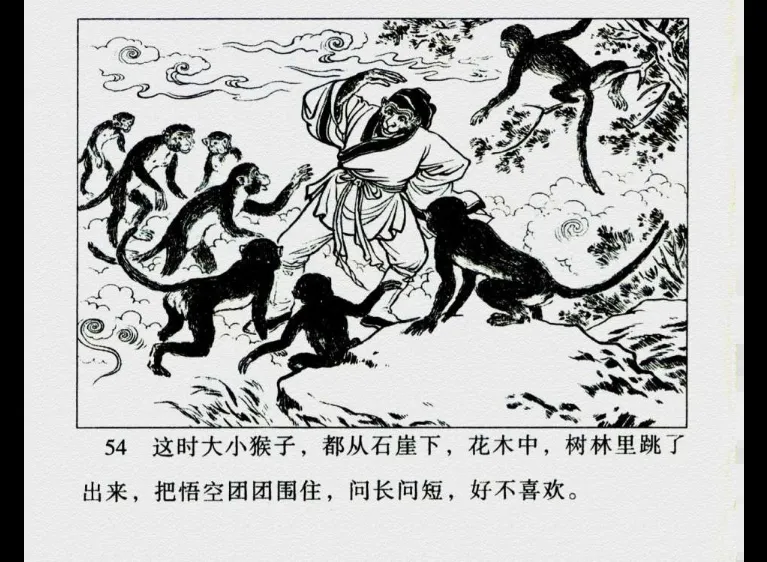 54 这时大小猴子，都从石崖下，花木中，树林里跳了
出来，把悟空团团围住，问长问短，好不喜欢。